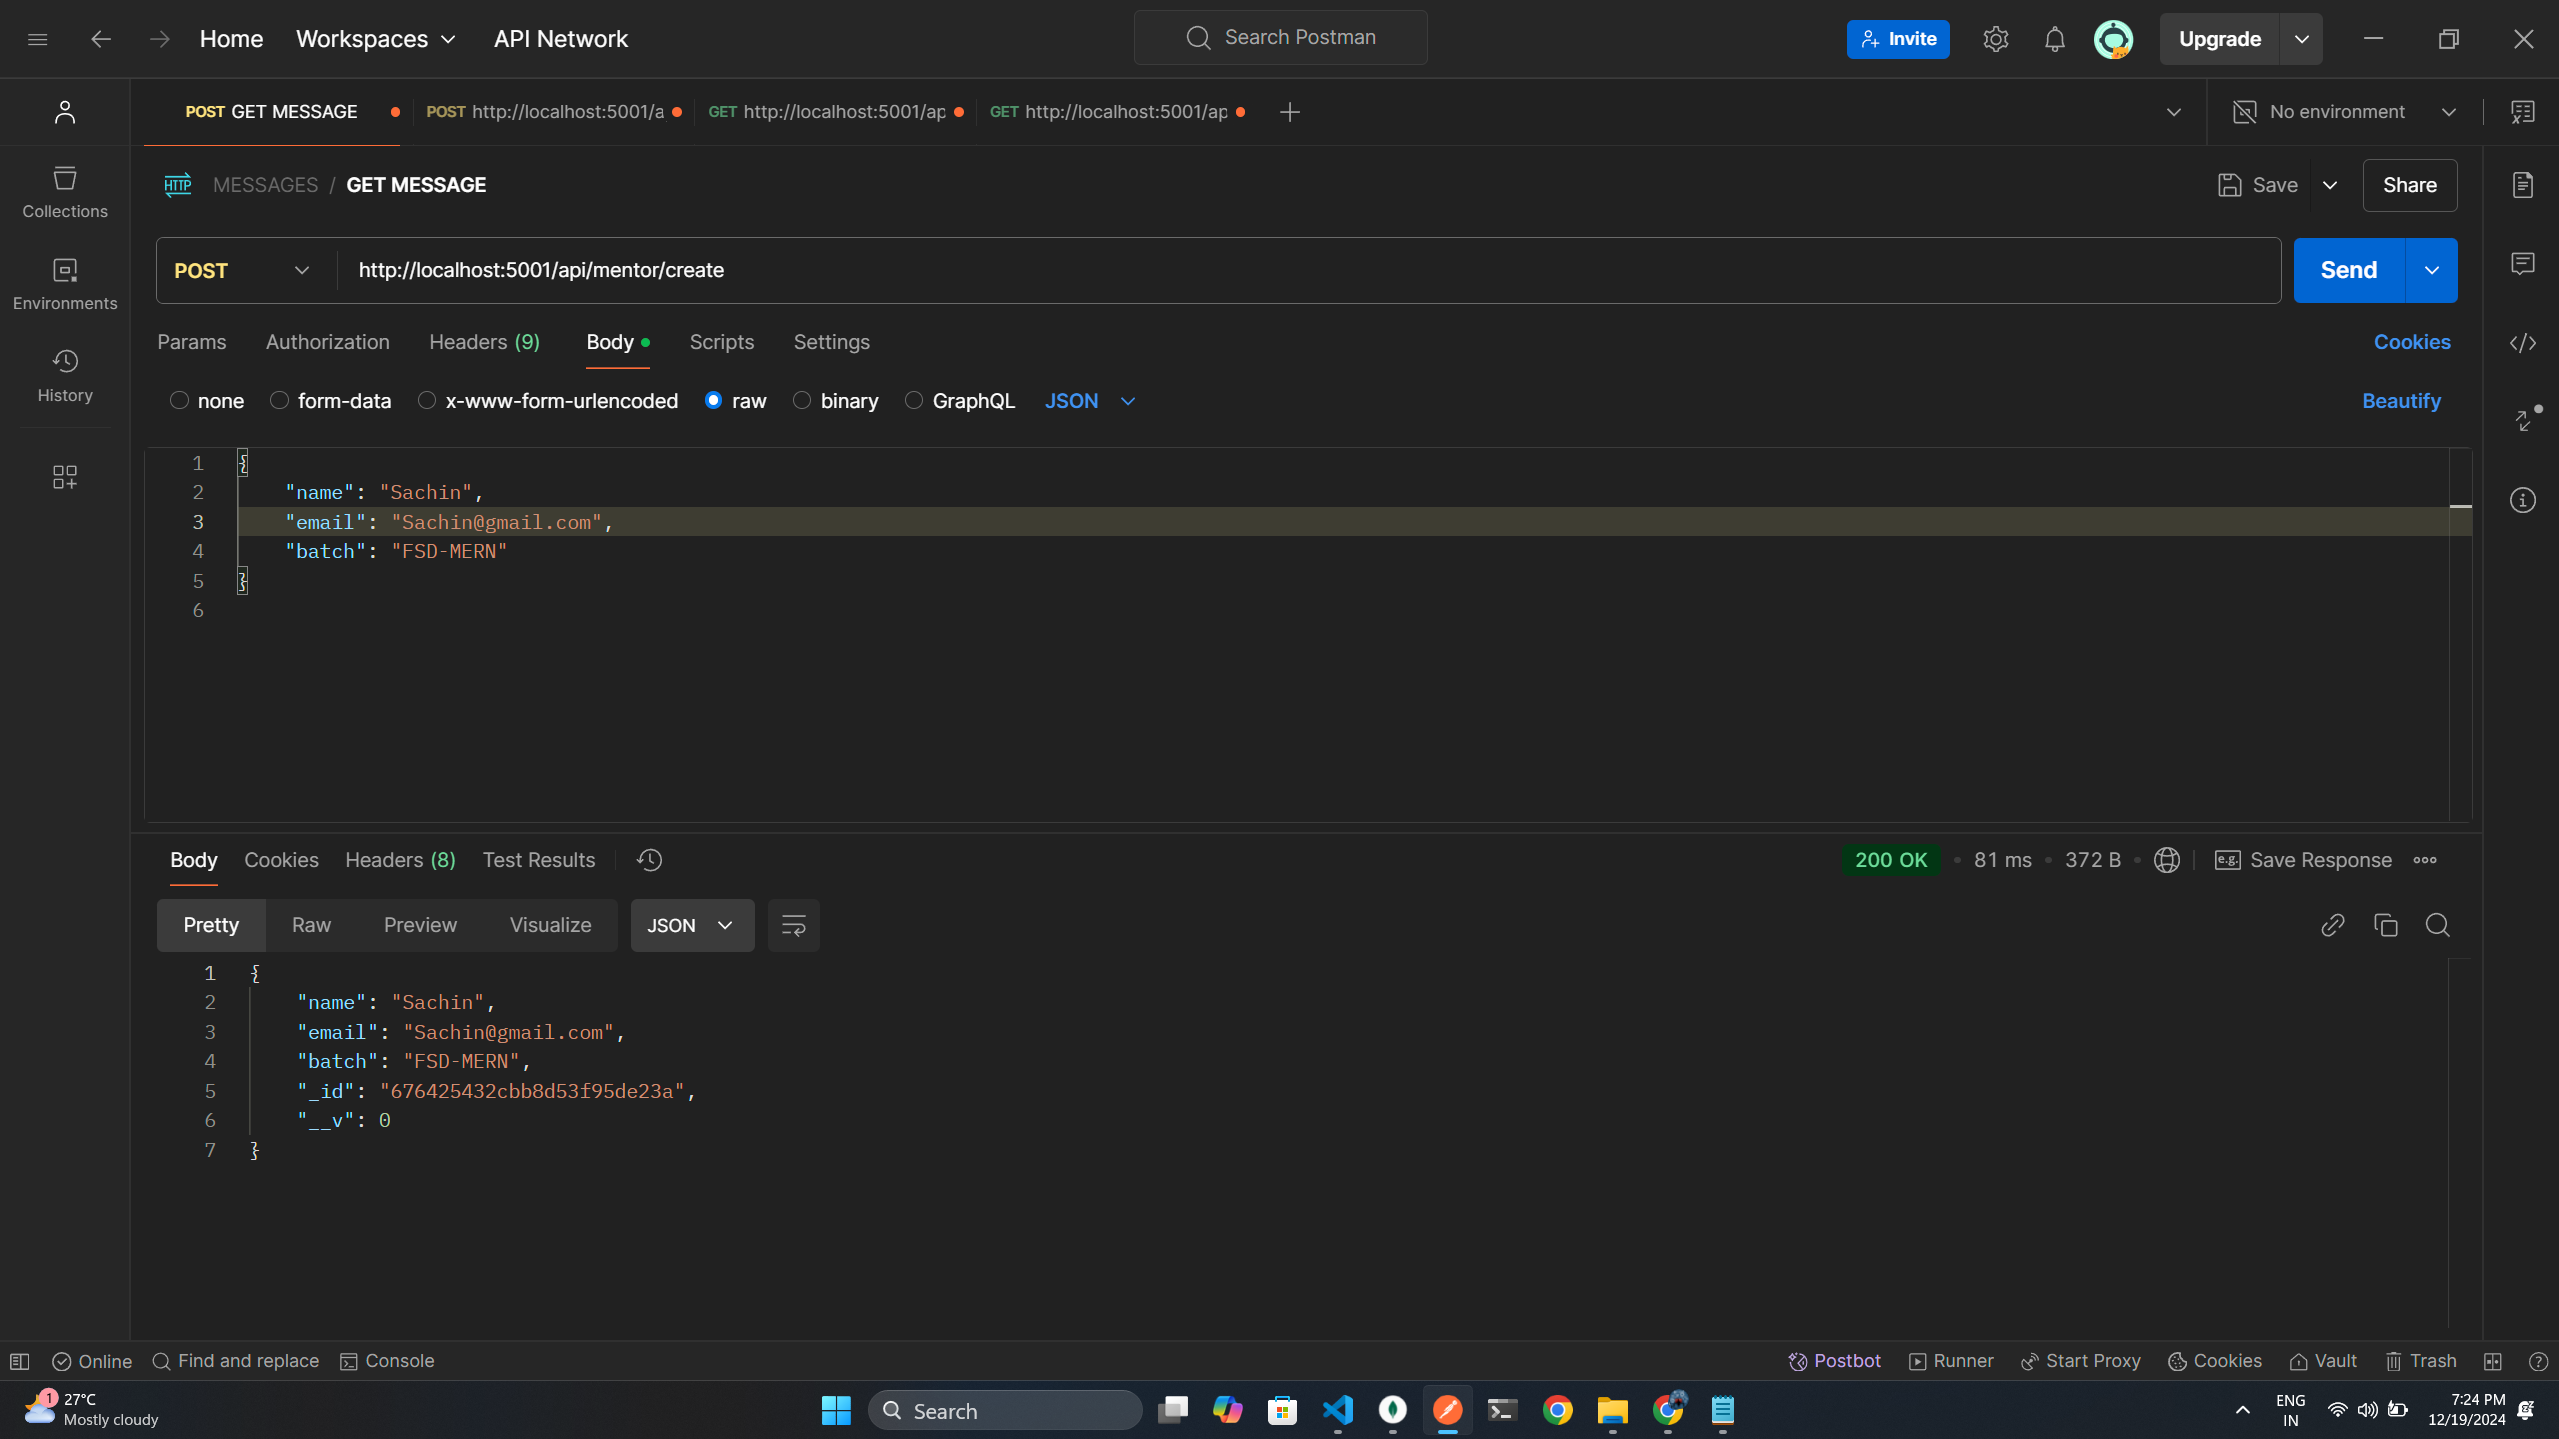 Home Workspaces API Network Search Postman Invite Upgrade
POST GET MESSAGE POST http://localhost:5001/a GET http://localhost:5001/ap GET http://localhost:5001/ap No environment
Collections
Environments
History
HTTP MESSAGES / GET MESSAGE Save Share
POST http://localhost:5001/api/mentor/create Send
Params Authorization Headers (9) Body Scripts Settings Cookies
none form-data x-www-form-urlencoded raw binary GraphQL JSON Beautify
1 {
2 "name": "Sachin",
3 "email": "Sachin@gmail.com",
4 "batch": "FSD-MERN"
5 }
6
Body Cookies Headers (8) Test Results 200 OK • 81 ms • 372 B • e.g. Save Response
Pretty Raw Preview Visualize JSON
1 {
2 "name": "Sachin",
3 "email": "Sachin@gmail.com",
4 "batch": "FSD-MERN",
5 "_id": "676425432cbb8d53f95de23a",
6 "__v": 0
7 }
Online Find and replace Console Postbot Runner Start Proxy Cookies Vault Trash
1 27°C
Mostly cloudy
Search
ENG
IN
7:24 PM
12/19/2024